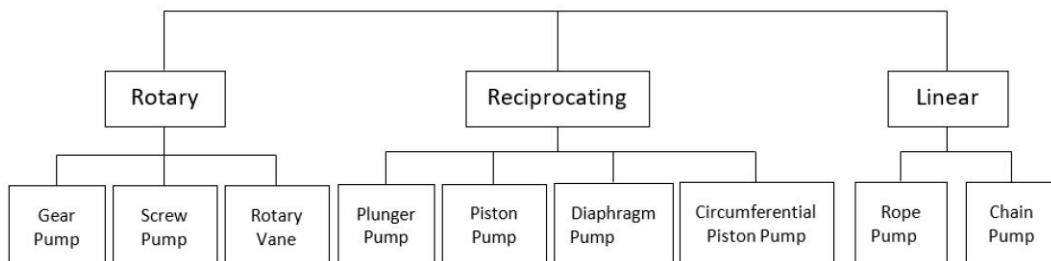 Rotary
Reciprocating
Linear
Gear
Pump
Screw
Pump
Rotary
Vane
Plunger
Pump
Piston
Pump
Diaphragm
Pump
Circumferential
Piston Pump
Rope
Pump
Chain
Pump